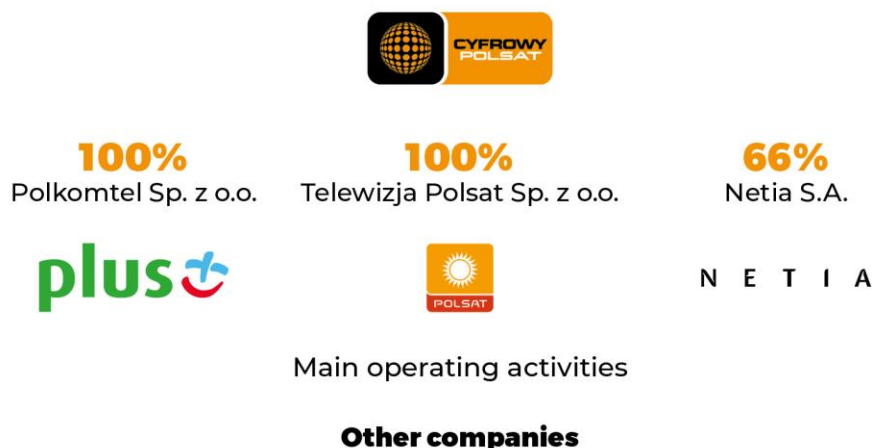 CYFROWY
POLSAT
100%
Polkomtel Sp. z o.o.
100%
Telewizja Polsat Sp. z o.o.
66%
Netia S.A.
plus
POLSAT
NETIA
Main operating activities
Other companies